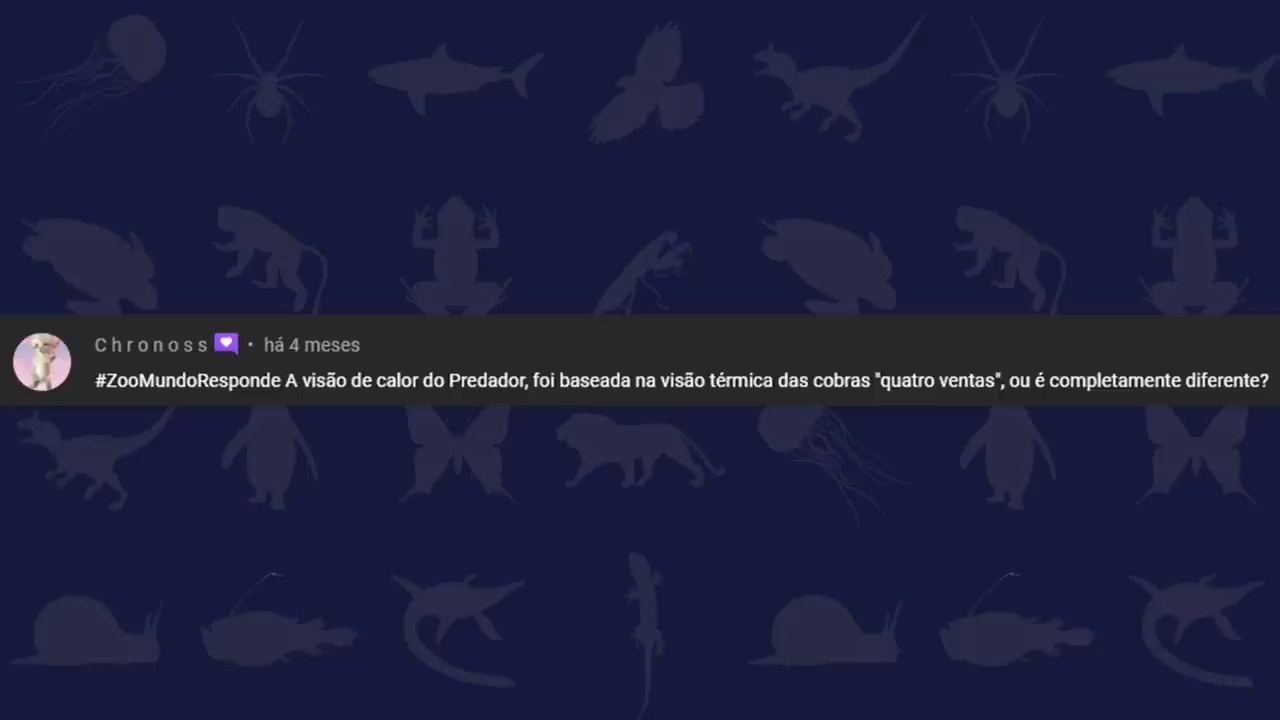 C h r o n o s s • há 4 meses
#ZooMundoResponde A visão de calor do Predador, foi baseada na visão térmica das cobras "quatro ventas", ou é completamente diferente?